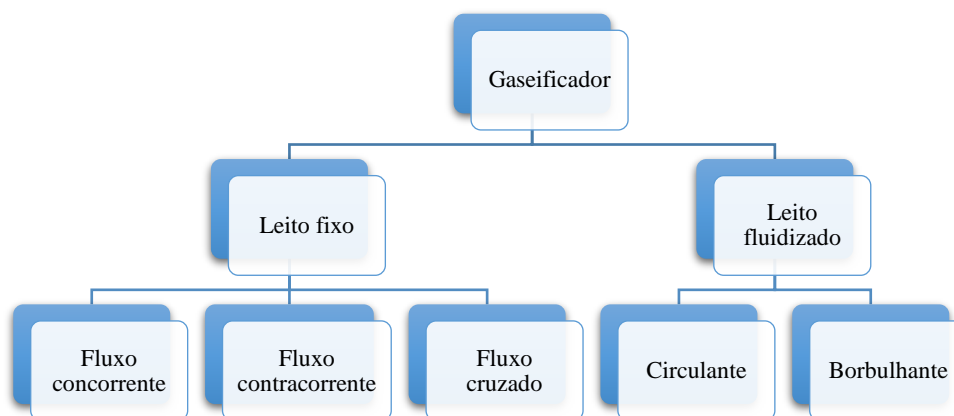 Gaseificador
Leito fixo
Leito
fluidizado
Fluxo
concorrente
Fluxo
contracorrente
Fluxo
cruzado
Circulante
Borbulhante